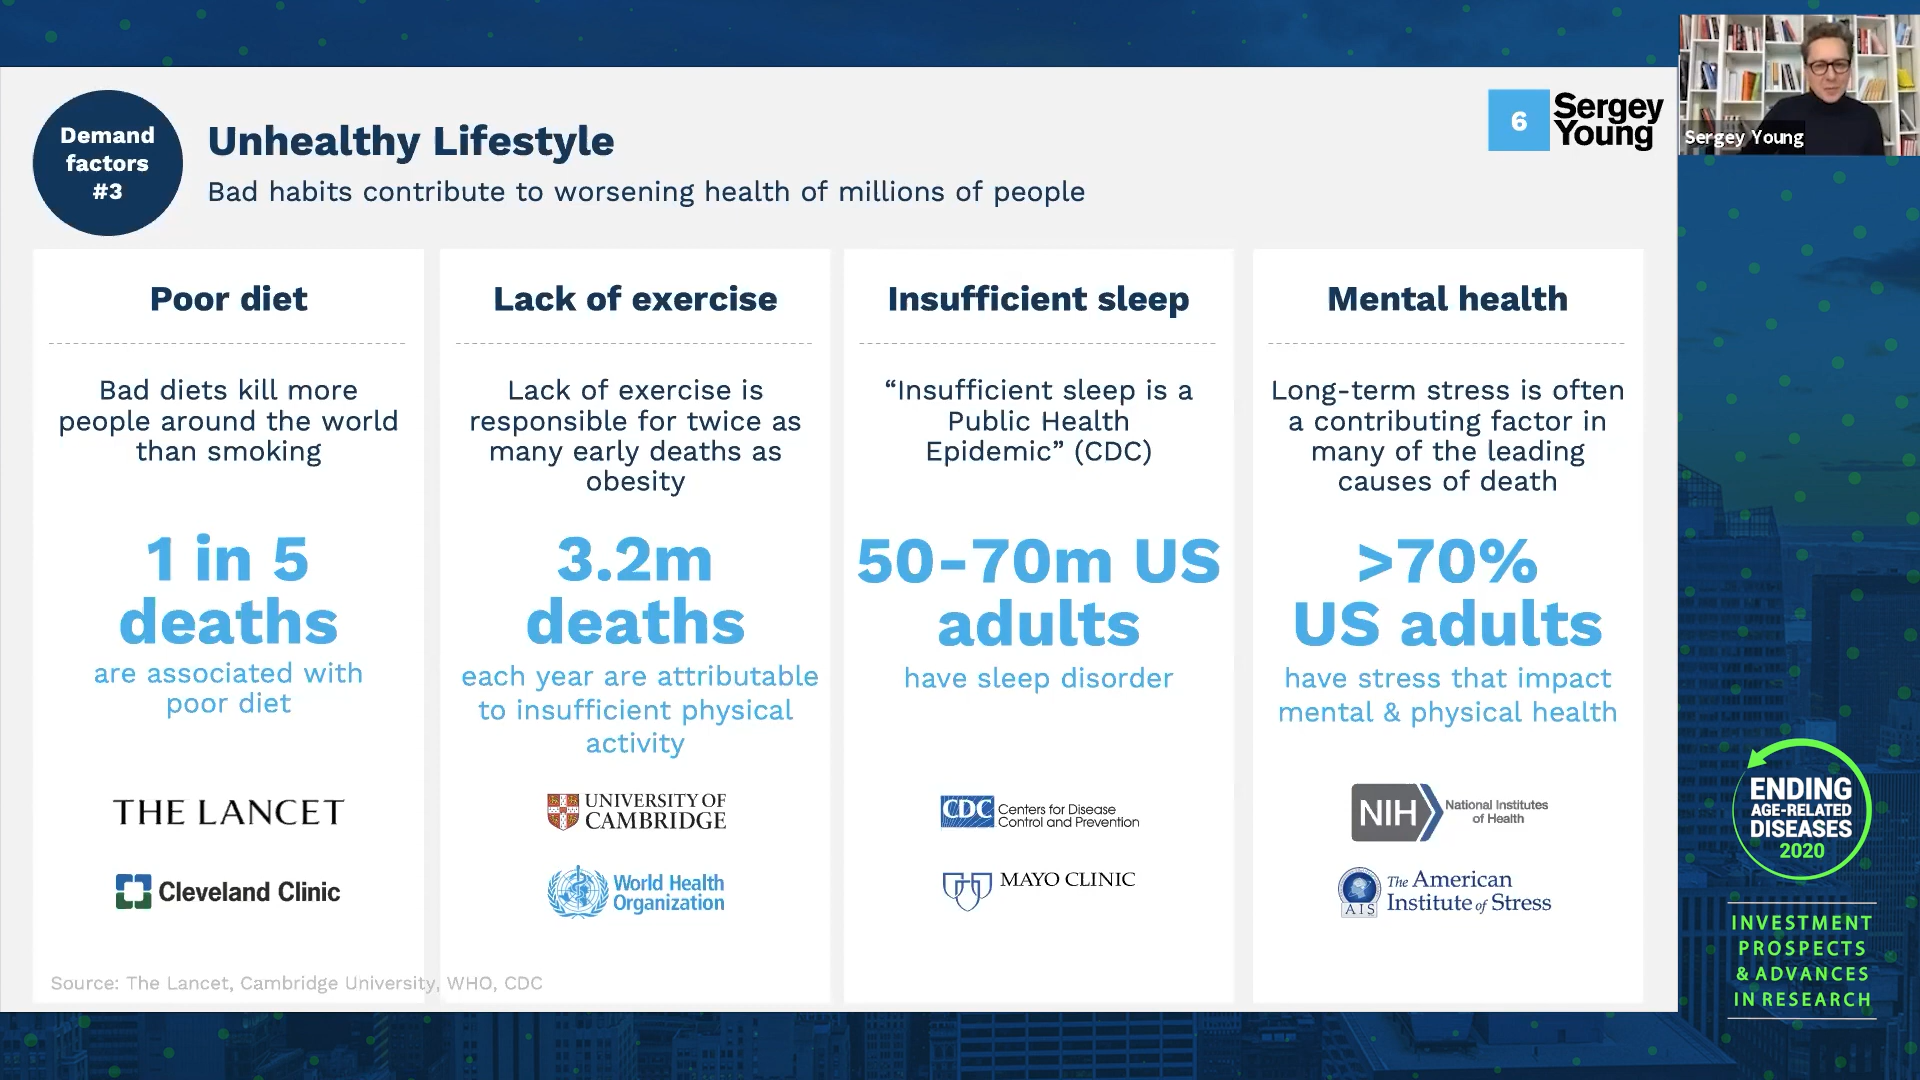 Demand
factors
#3
Unhealthy Lifestyle
Bad habits contribute to worsening health of millions of people
6
Sergey
Young
Sergey Young
Poor diet
Bad diets kill more
people around the world
than smoking
1 in 5
deaths
are associated with
poor diet
THE LANCET
Cleveland Clinic
Lack of exercise
Lack of exercise is
responsible for twice as
many early deaths as
obesity
3.2m
deaths
each year are attributable
to insufficient physical
activity
UNIVERSITY OF
CAMBRIDGE
World Health
Organization
Insufficient sleep
“Insufficient sleep is a
Public Health
Epidemic” (CDC)
50-70m US
adults
have sleep disorder
CDC
Centers for Disease
Control and Prevention
MAYO CLINIC
Mental health
Long-term stress is often
a contributing factor in
many of the leading
causes of death
>70%
US adults
have stress that impact
mental & physical health
NIH
National Institutes
of Health
AIS
The American
Institute of Stress
Source: The Lancet, Cambridge University, WHO, CDC
ENDING
AGE-RELATED
DISEASES
2020
INVESTMENT
PROSPECTS
& ADVANCES
IN RESEARCH